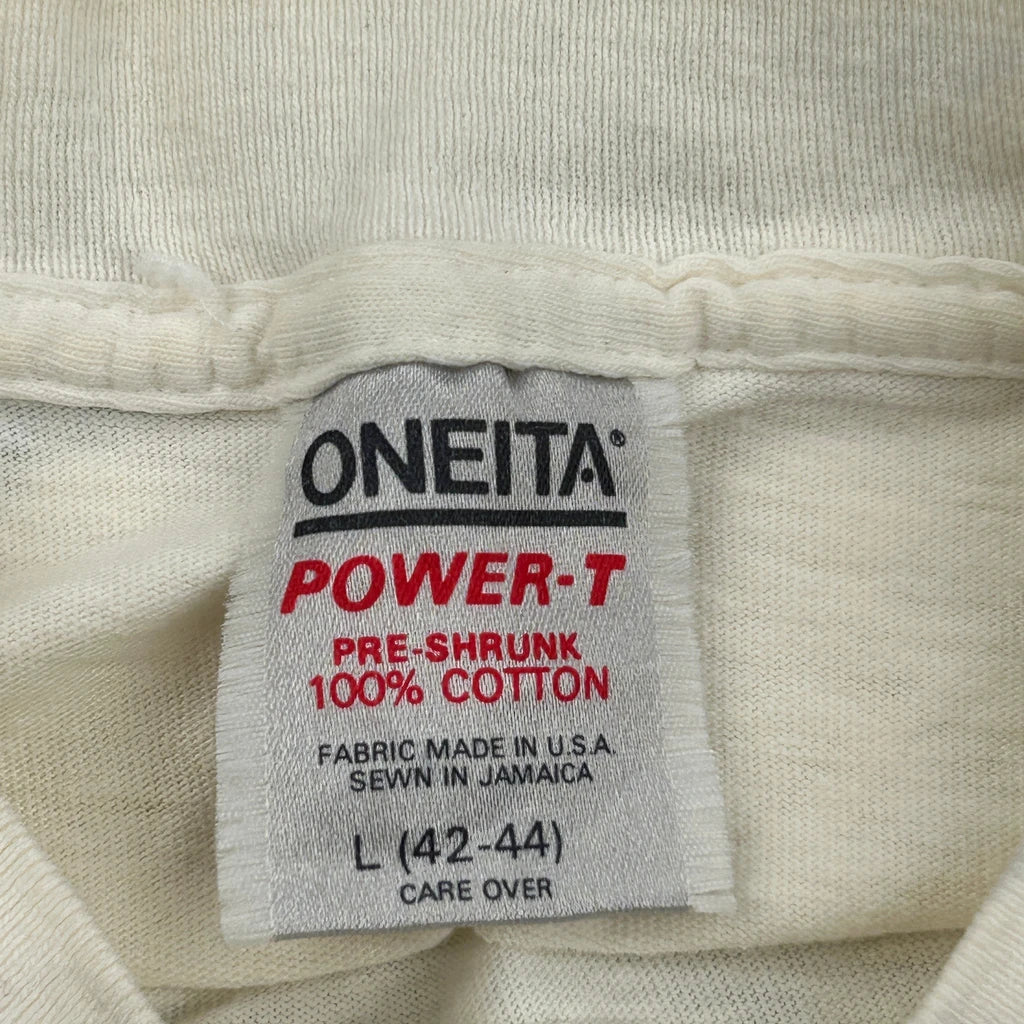 ONEITA®
POWER-T
PRE-SHRUNK
100% COTTON
FABRIC MADE IN U.S.A.
SEWN IN JAMAICA
L (42-44)
CARE OVER